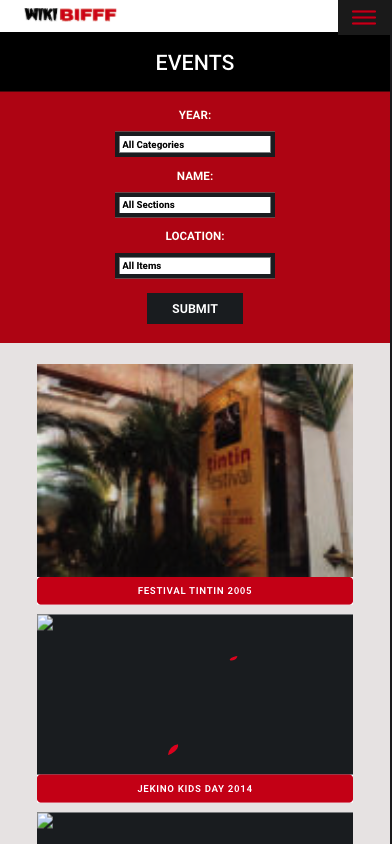 WIKI BIFFF
EVENTS
YEAR:
All Categories
NAME:
All Sections
LOCATION:
All Items
SUBMIT
tintin
festival
FESTIVAL TINTIN 2005
JEKINO KIDS DAY 2014